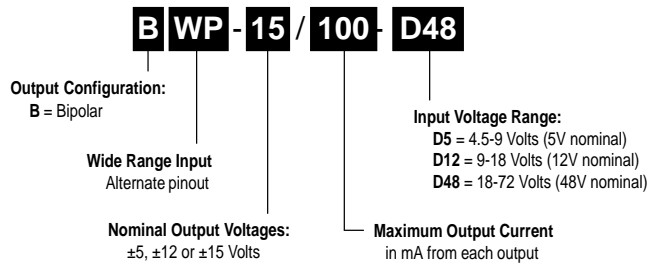 B WP - 15 / 100 - D48
Output Configuration:
B = Bipolar
Wide Range Input
Alternate pinout
Nominal Output Voltages:
±5, ±12 or ±15 Volts
Input Voltage Range:
D5 = 4.5-9 Volts (5V nominal)
D12 = 9-18 Volts (12V nominal)
D48 = 18-72 Volts (48V nominal)
Maximum Output Current
in mA from each output